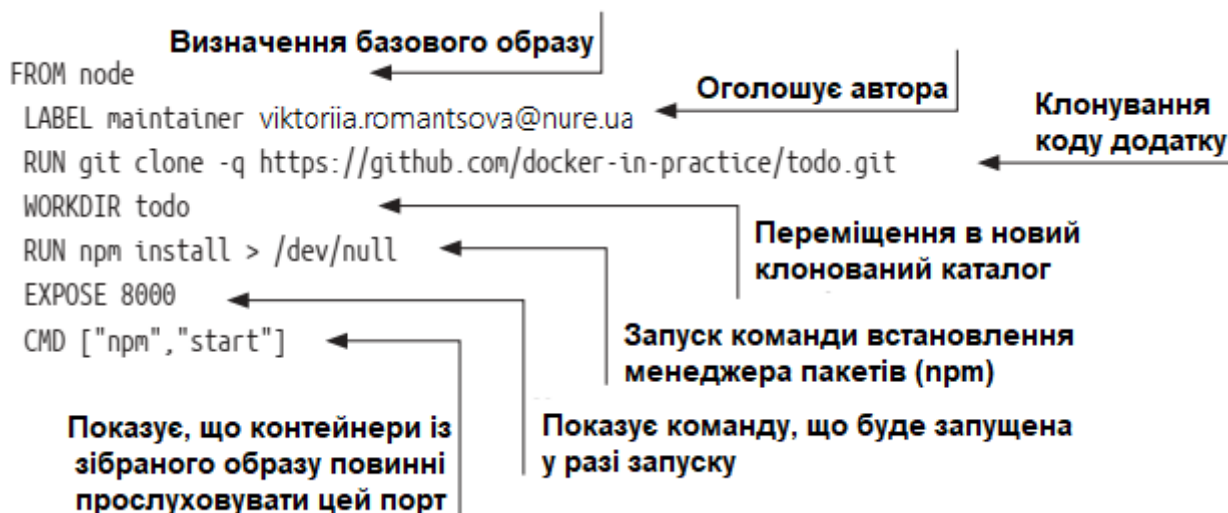 Визначення базового образу
FROM node
Оголошує автора
LABEL maintainer viktoriia.romantsova@nure.ua
Клонування
коду додатку
RUN git clone -q https://github.com/docker-in-practice/todo.git
WORKDIR todo
Переміщення в новий
клонований каталог
RUN npm install > /dev/null
EXPOSE 8000
CMD ["npm","start"]
Запуск команди встановлення
менеджера пакетів (npm)
Показує, що контейнери із
зібраного образу повинні
прослуховувати цей порт
Показує команду, що буде запущена
у разі запуску